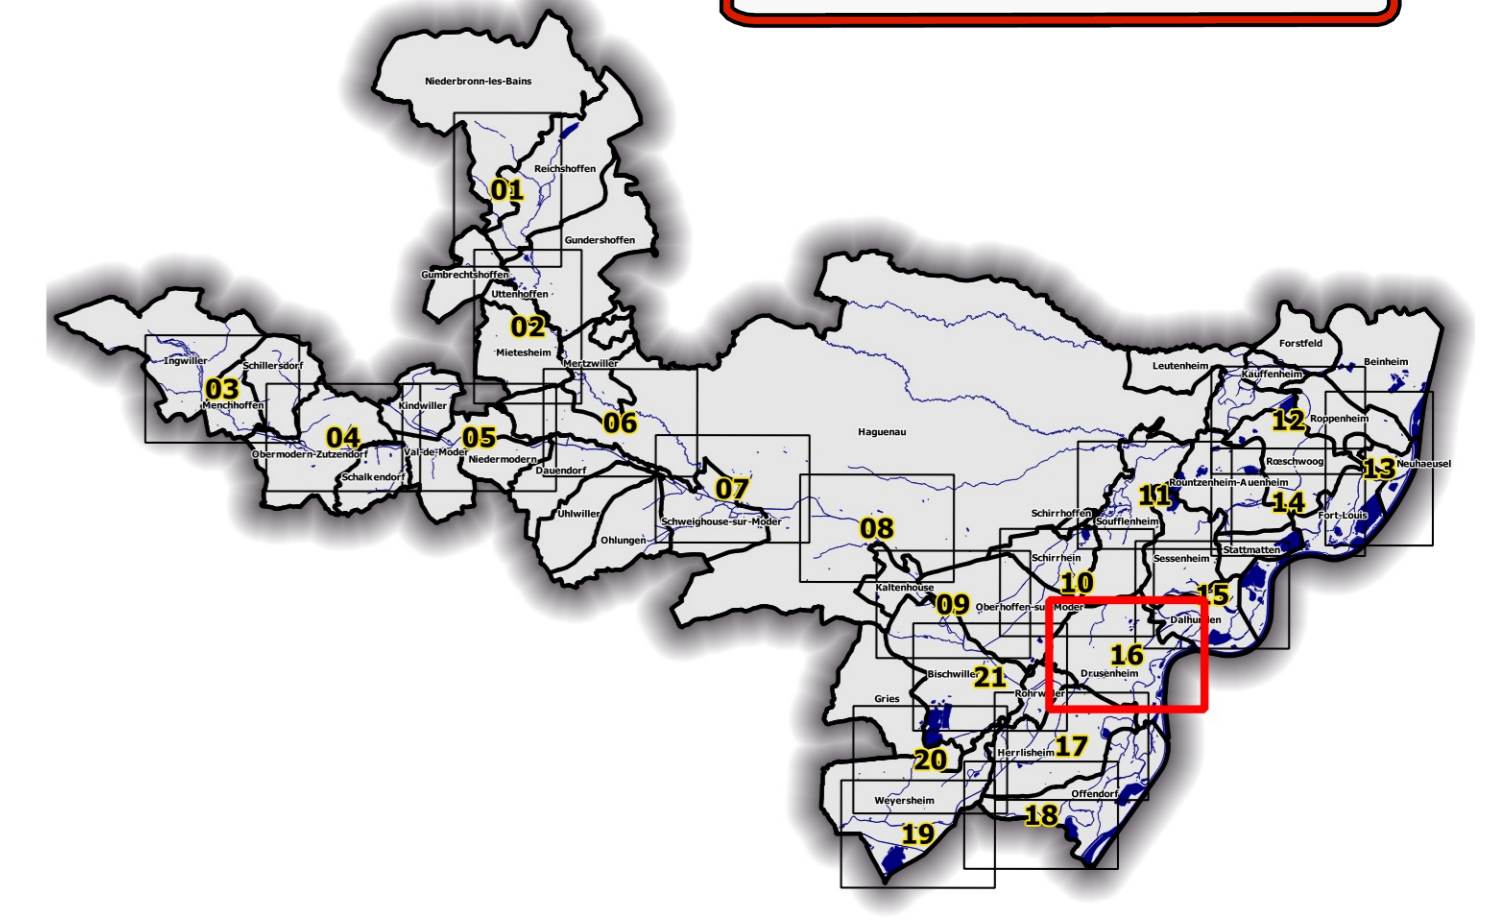 Niederbronn-les-Bains
Reichshoffen
01
Gundershoffen
Gumbrechtshoffen
Uttenhoffen
02
Mietesheim
Mertzwiller
Forstfeld
Beinheim
Leutenheim
Kauffenheim
Ingwiller
Schillersdorf
03
Menchhoffen
Kindwiller
12
Roppenheim
06
04
05
Haguenau
Obermodern-Zutzendorf
Val-de-Moder
Niedermodern
Rœschwoog
13
Neuhaeusel
Dauendorf
Schalkendorf
Rountzenheim-Auenheim
07
11
14
Uhlwiller
Schirrhoffen
Fort-Louis
Schweighouse-sur-Moder
Soufflenheim
08
Ohlungen
Stattmatten
Schirrhein
Sessenheim
10
Kaltenhouse
15
09
Oberhoffen-sur-Moder
Dalhunden
16
Bischwiller
21
Drusenheim
Rohrwiller
Gries
17
Herrlisheim
20
Offendorf
Weyersheim
18
19